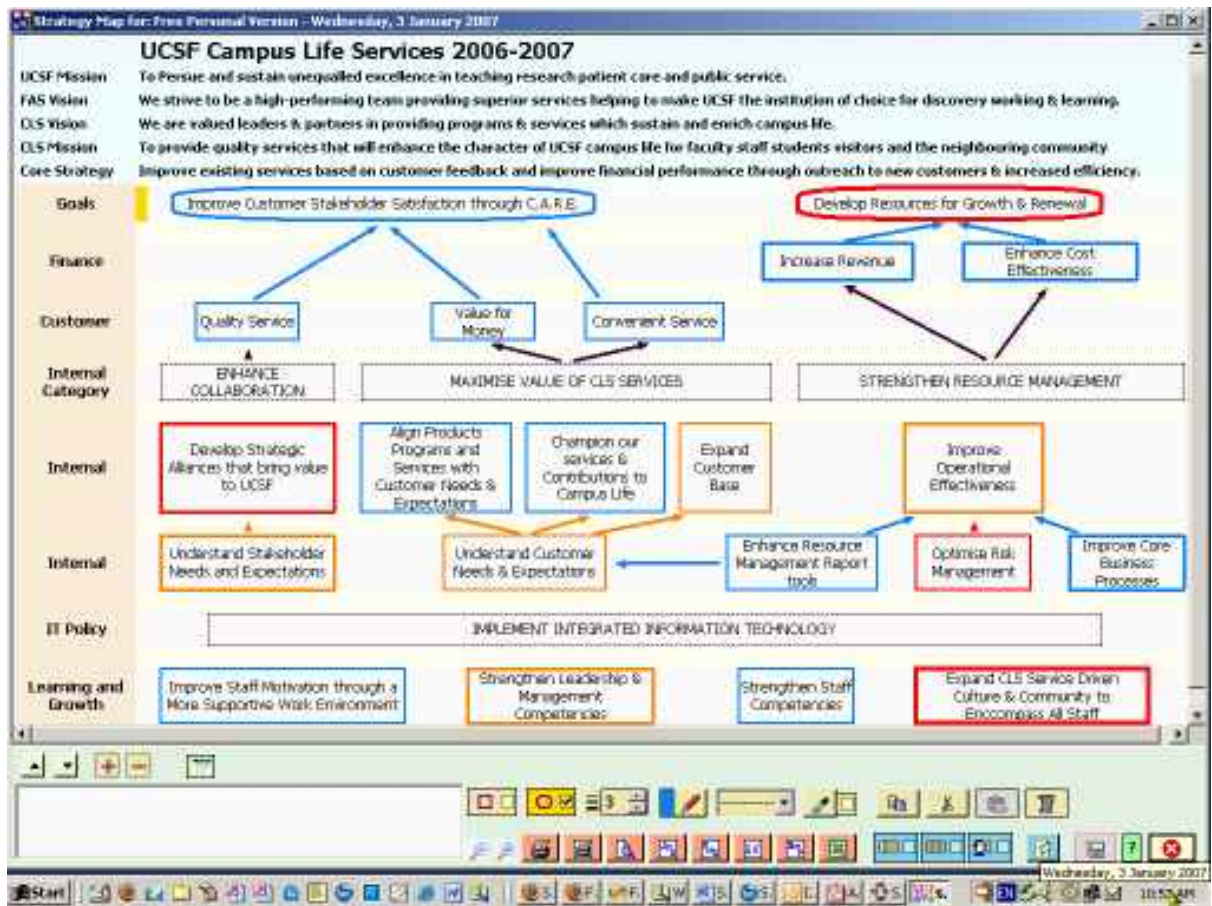 Strategy Map for: Free Personal Version - Wednesday, 3 January 2007
UCSF Campus Life Services 2006-2007
UCSF Mission To Persue and sustain unequalled excellence in teaching research patient care and public service.
FAS Vision We strive to be a high-performing team providing superior services helping to make UCSF the institution of choice for discovery working & learning.
CLS Vision We are valued leaders & partners in providing programs & services which sustain and enrich campus life.
CLS Mission To provide quality services that will enhance the character of UCSF campus life for faculty staff students visitors and the neighbouring community
Core Strategy Improve existing services based on customer feedback and improve financial performance through outreach to new customers & increased efficiency.
Goals
Improve Customer Stakeholder Satisfaction through C.A.R.E.
Develop Resources for Growth & Renewal
Finance
Increase Revenue
Enhance Cost
Effectiveness
Customer
Quality Service
Value for
Money
Convenient Service
Internal
Category
ENHANCE
COLLABORATION
MAXIMISE VALUE OF CLS SERVICES
STRENGTHEN RESOURCE MANAGEMENT
Internal
Develop Strategic
Alliances that bring value
to UCSF
Align Products
Programs and
Services with
Customer Needs &
Expectations
Champion our
services &
Contributions to
Campus Life
Expand
Customer
Base
Improve
Operational
Effectiveness
Internal
Understand Stakeholder
Needs and Expectations
Understand Customer
Needs & Expectations
Enhance Resource
Management Report
tools
Optimise Risk
Management
Improve Core
Business
Processes
IT Policy
IMPLEMENT INTEGRATED INFORMATION TECHNOLOGY
Learning and
Growth
Improve Staff Motivation through a
More Supportive Work Environment
Strengthen Leadership &
Management
Competencies
Strengthen Staff
Competencies
Expand CLS Service Driven
Culture & Community to
Enccompass All Staff
3
?
Wednesday, 3 January 2007
Start
EN